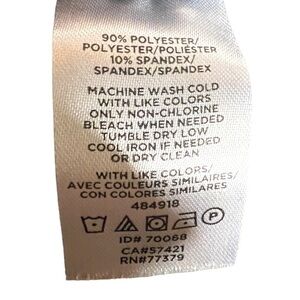 90% POLYESTER/
POLYESTER/POLIÉSTER
10% SPANDEX/
SPANDEX/SPANDEX
MACHINE WASH COLD
WITH LIKE COLORS
ONLY NON-CHLORINE
BLEACH WHEN NEEDED
TUMBLE DRY LOW
COOL IRON IF NEEDED
OR DRY CLEAN
WITH LIKE COLORS/
AVEC COULEURS SIMILAIRES/
CON COLORES SIMILARES
484918
P
ID# 70068
CA#57421
RN#77379